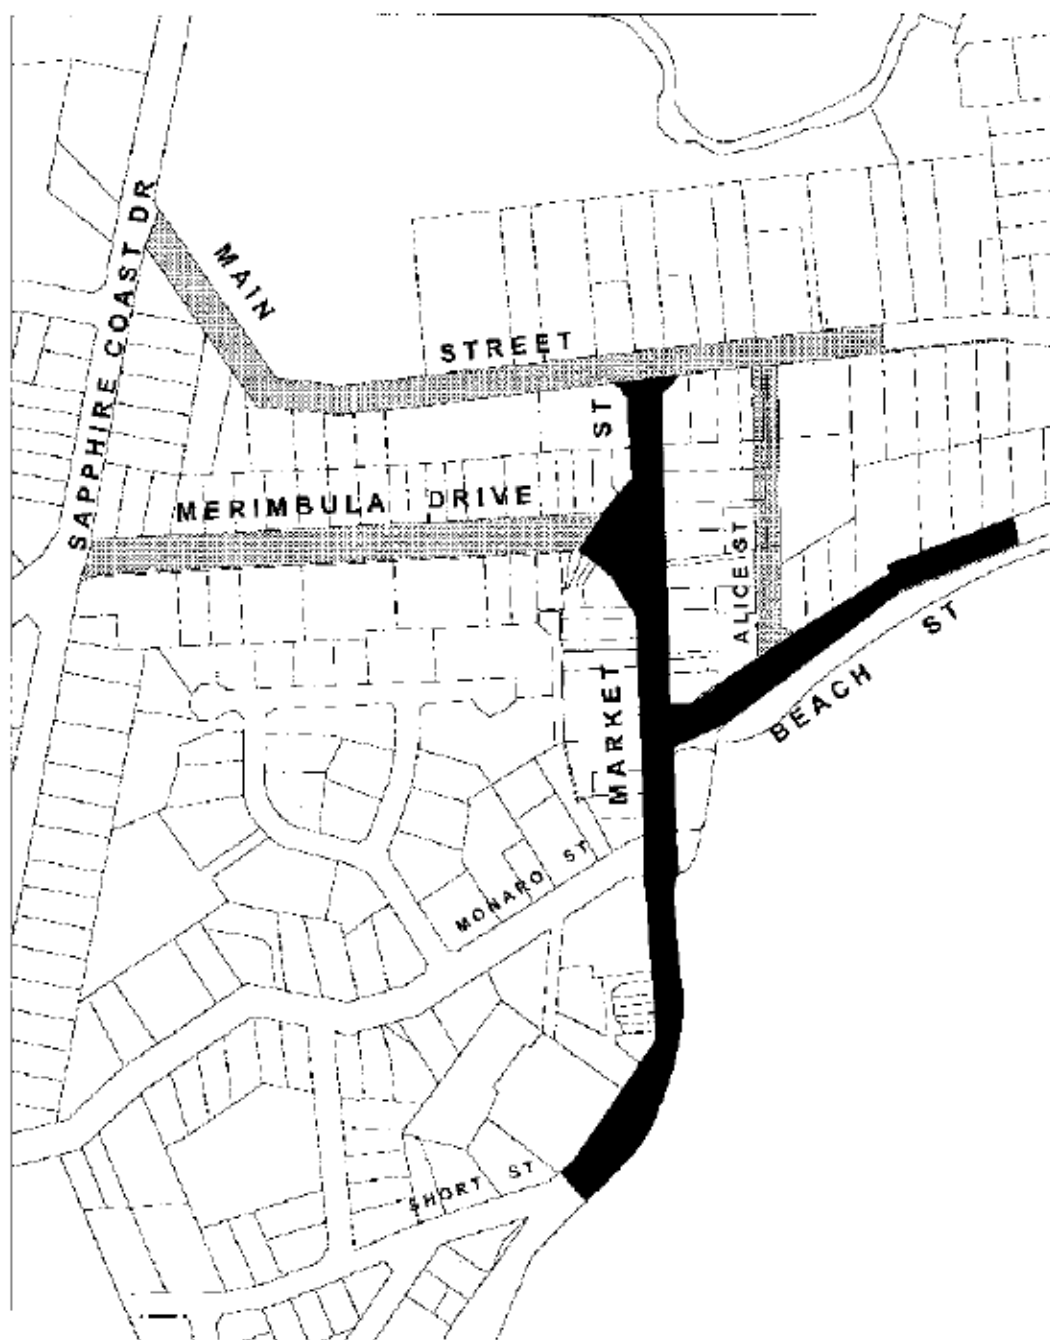 SAPPHIRE COAST DR
MAIN
STREET
ST
MERIMBULA DRIVE
ALICE ST
MARKET
BEACH ST
MONARO ST
SHORT ST